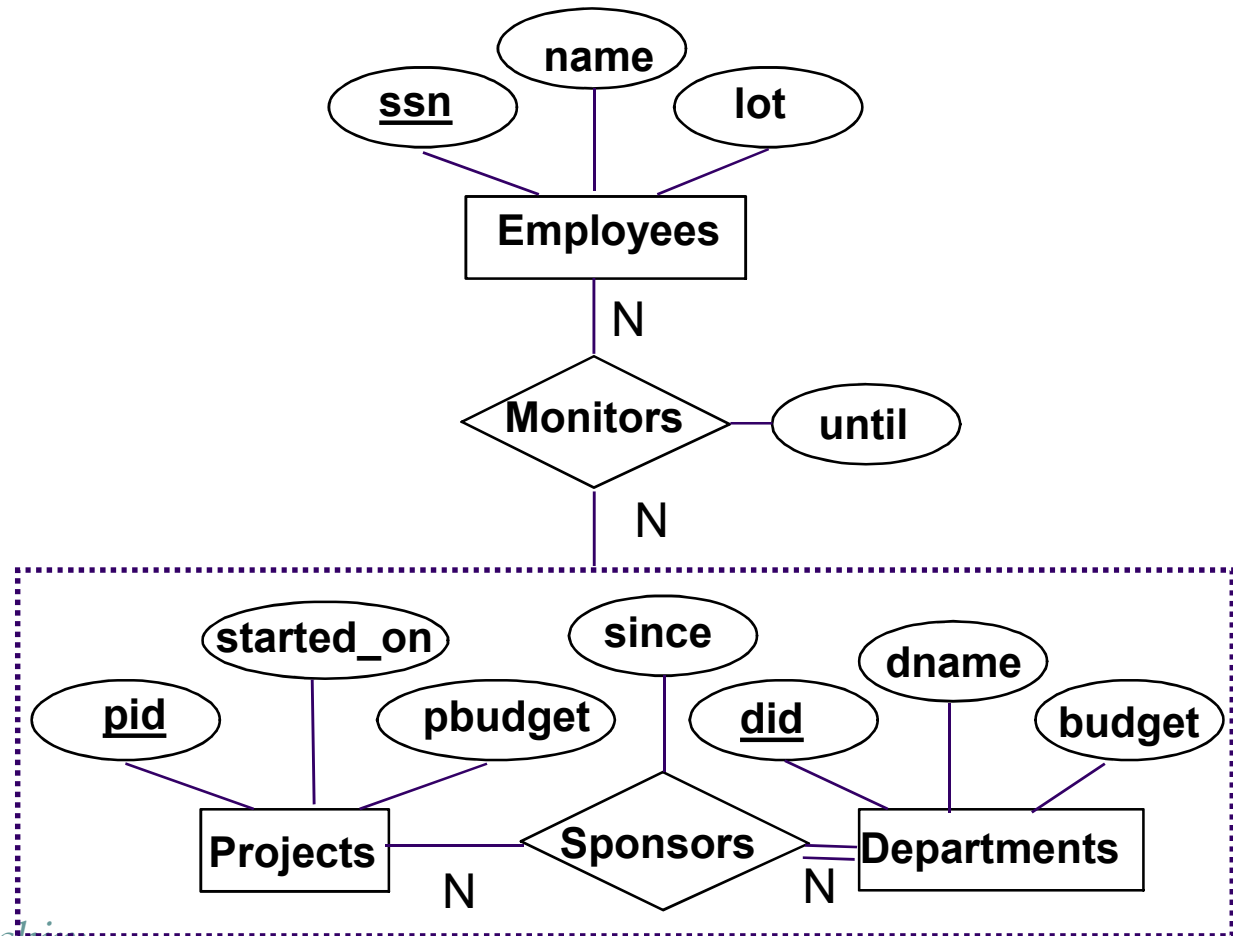 name
ssn
lot
Employees
N
Monitors
until
N
since
started_on
dname
pid
pbudget
did
budget
Projects
Sponsors
Departments
N
N